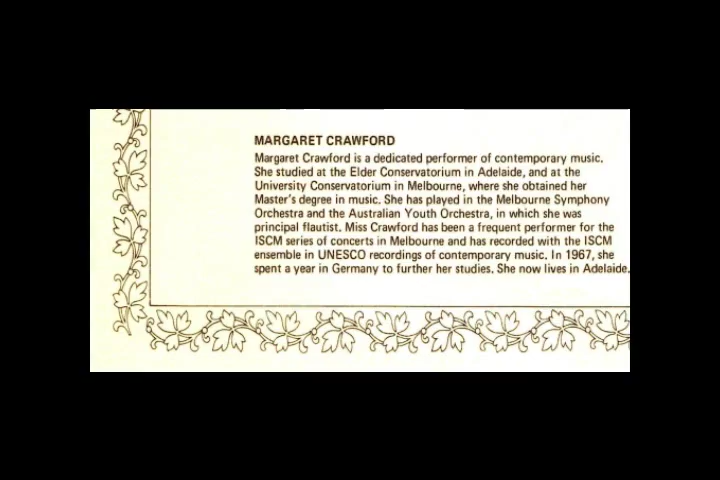 MARGARET CRAWFORD
Margaret Crawford is a dedicated performer of contemporary music.
She studied at the Elder Conservatorium in Adelaide, and at the
University Conservatorium in Melbourne, where she obtained her
Master's degree in music. She has played in the Melbourne Symphony
Orchestra and the Australian Youth Orchestra, in which she was
principal flautist. Miss Crawford has been a frequent performer for the
ISCM series of concerts in Melbourne and has recorded with the ISCM
ensemble in UNESCO recordings of contemporary music. In 1967, she
spent a year in Germany to further her studies. She now lives in Adelaide.